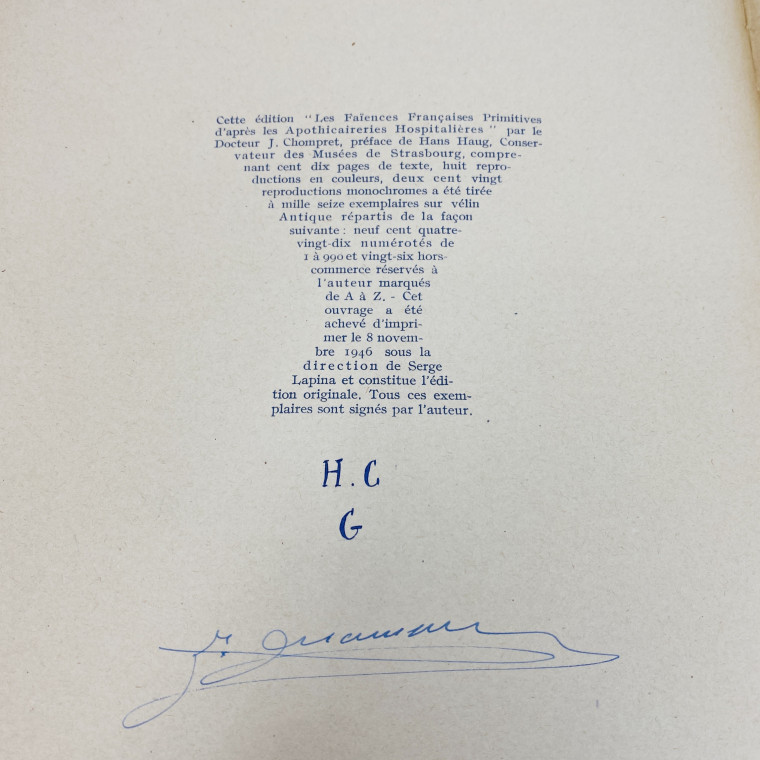 Cette édition "Les Faïences Françaises Primitives
d'après les Apothicaireries Hospitalières" par le
Docteur J. Chompret, préface de Hans Haug, Conser-
vateur des Musées de Strasbourg, compre-
nant cent dix pages de texte, huit repro-
ductions en couleurs, deux cent vingt
reproductions monochromes a été tirée
à mille seize exemplaires sur vélin
Antique répartis de la façon
suivante : neuf cent quatre-
vingt-dix numérotés de
1 à 990 et vingt-six hors-
commerce réservés à
l'auteur marqués
de A à Z. - Cet
ouvrage a été
achevé d'impri-
mer le 8 novem-
bre 1946 sous la
direction de Serge
Lapina et constitue l'édi-
tion originale. Tous ces exem-
plaires sont signés par l'auteur.
H.C
G